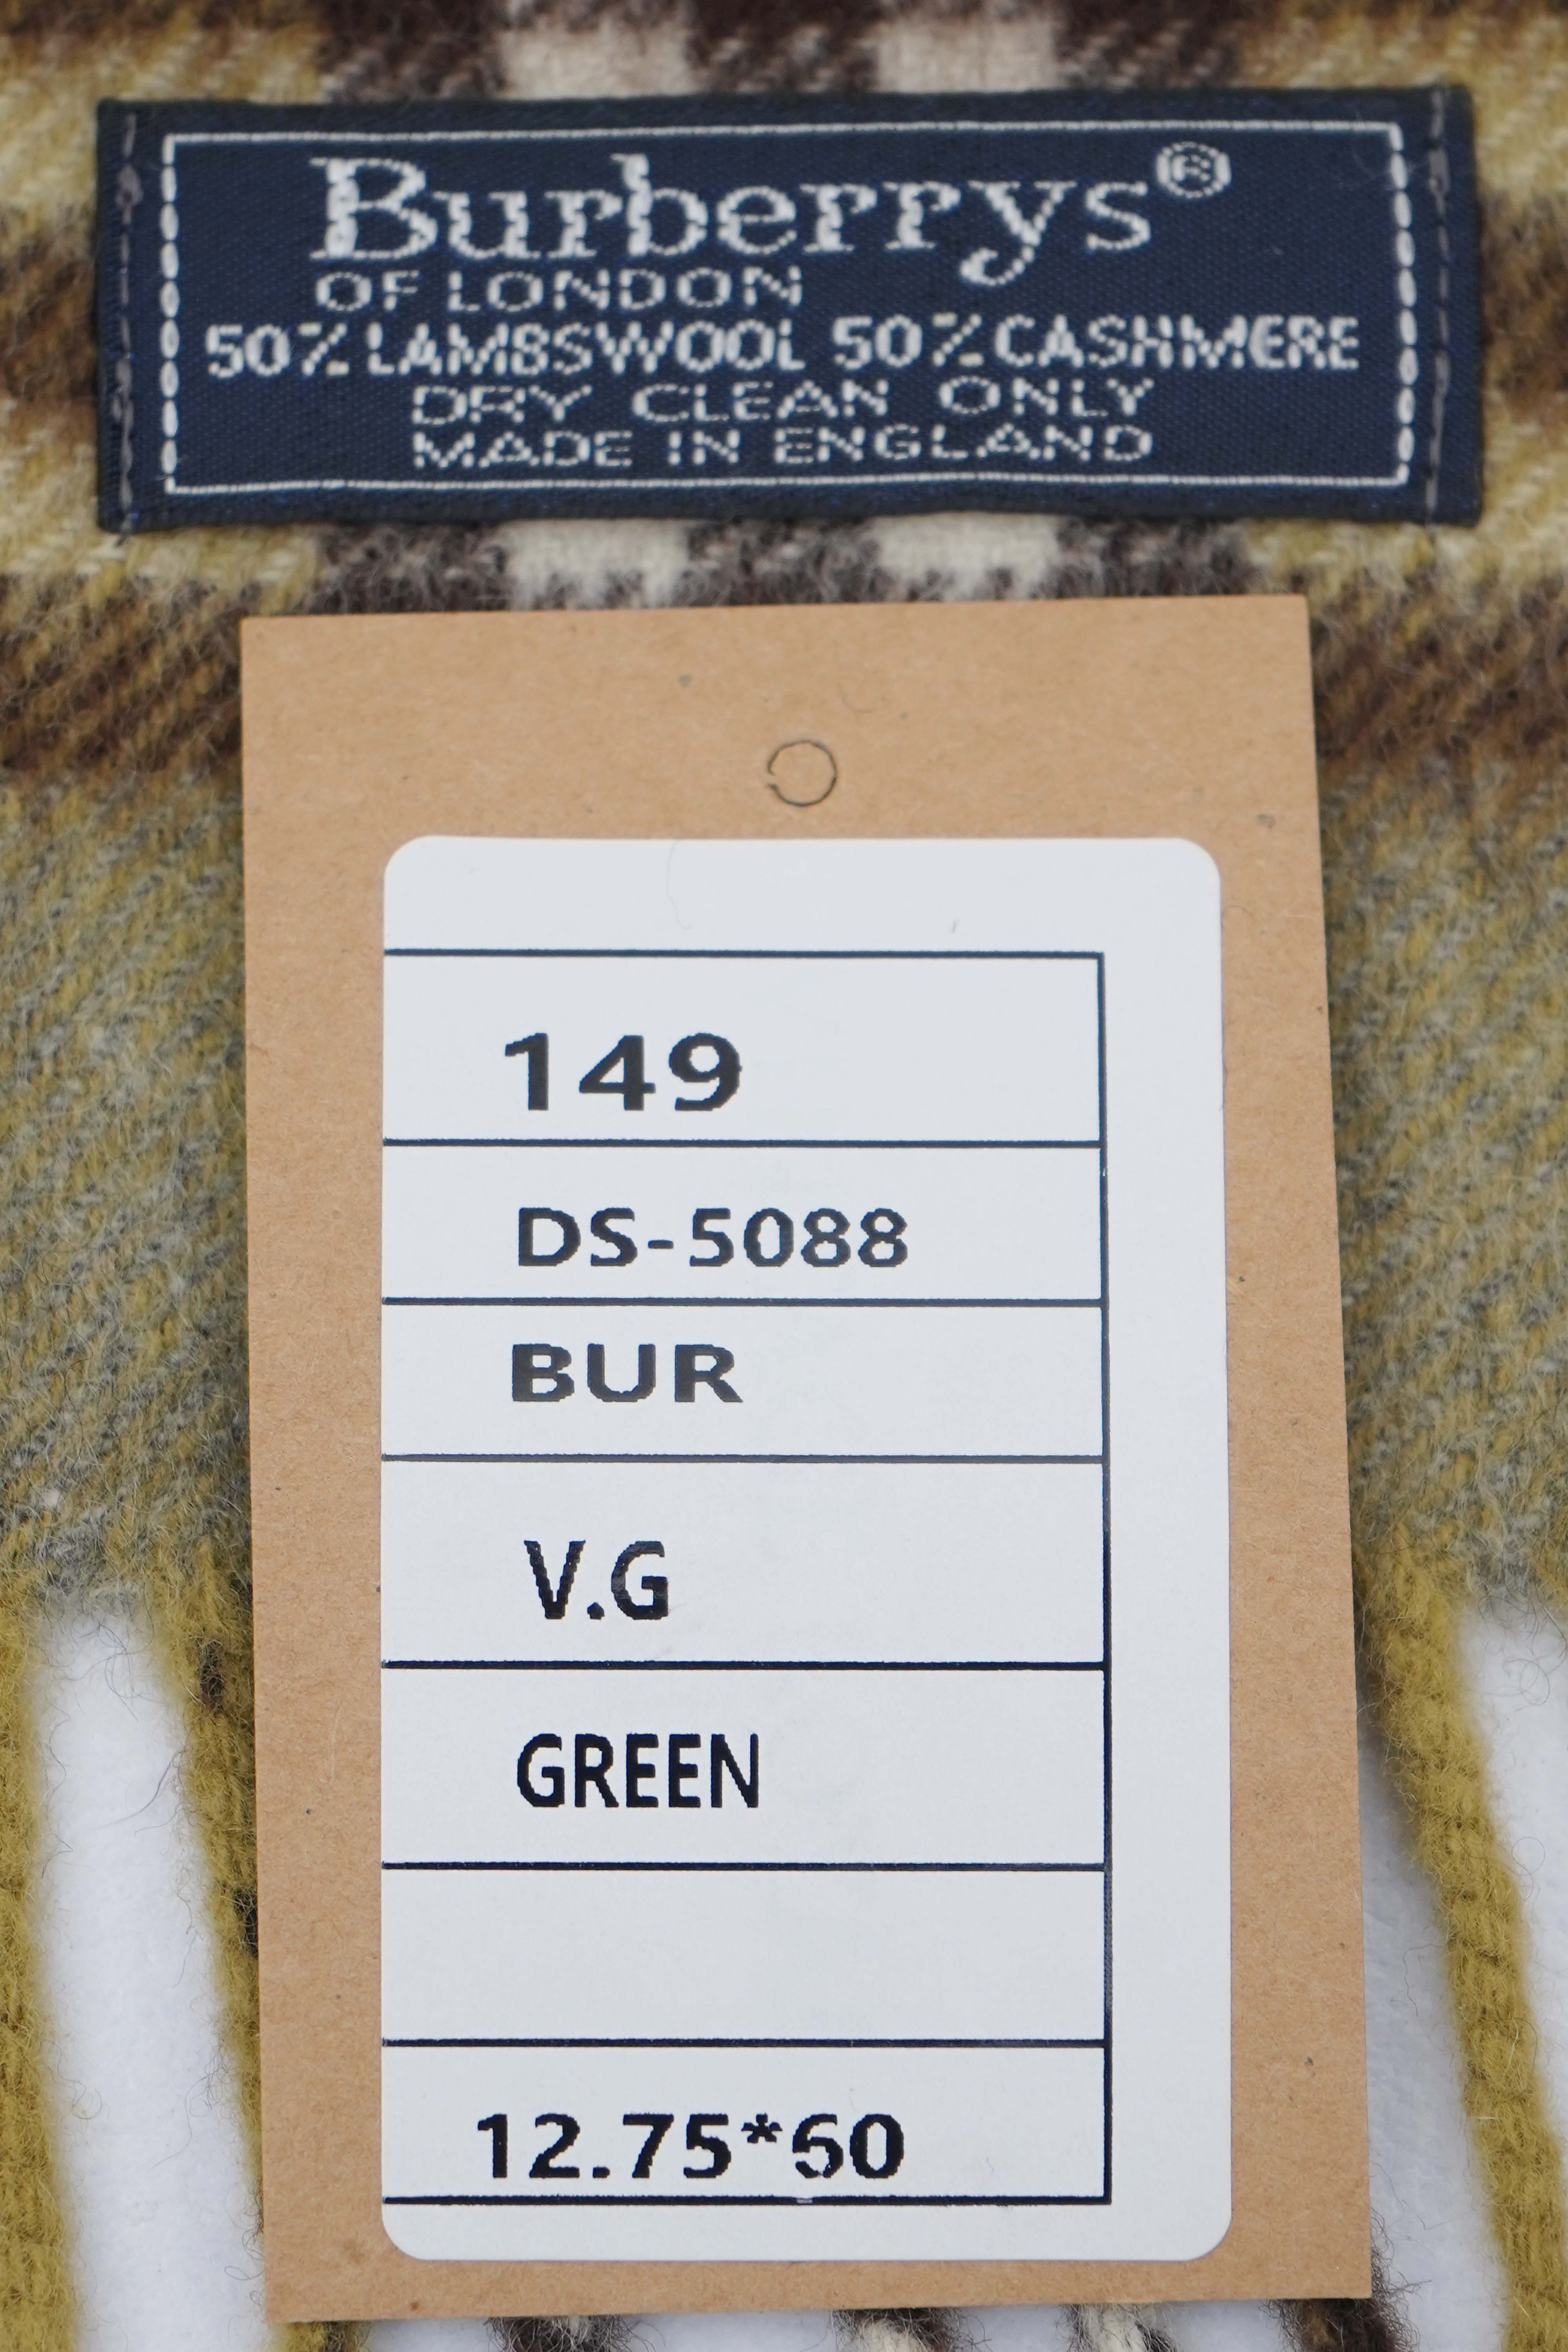 Burberrys®
OF LONDON
50% LAMBSWOOL 50% CASHMERE
DRY CLEAN ONLY
MADE IN ENGLAND
149
DS-5088
BUR
V.G
GREEN
12.75*60